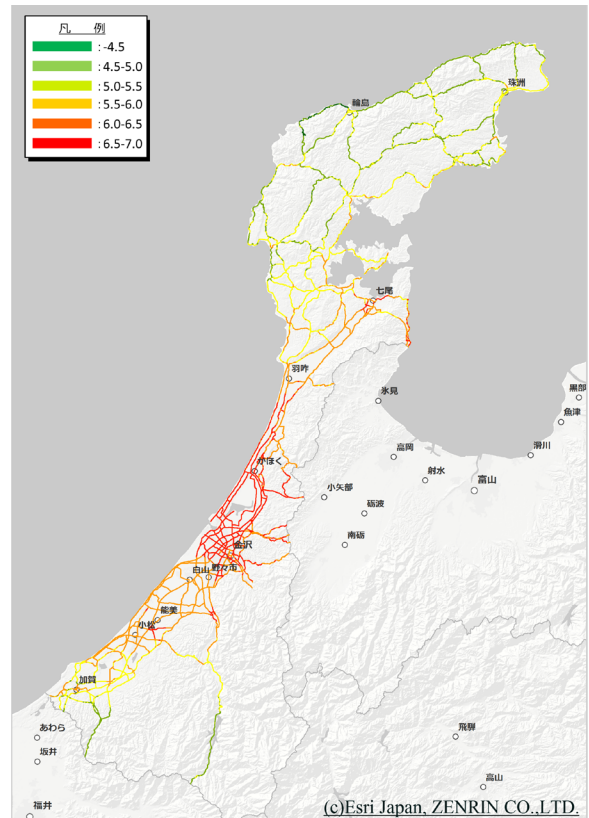 凡　例
: -4.5
: 4.5-5.0
: 5.0-5.5
: 5.5-6.0
: 6.0-6.5
: 6.5-7.0
珠洲
輪島
七尾
羽咋
氷見
黒部
魚津
滑川
高岡
かほく
射水
富山
小矢部
砺波
南砺
金沢
白山
野々市
能美
小松
加賀
あわら
飛騨
坂井
高山
福井
(c)Esri Japan, ZENRIN CO.,LTD.